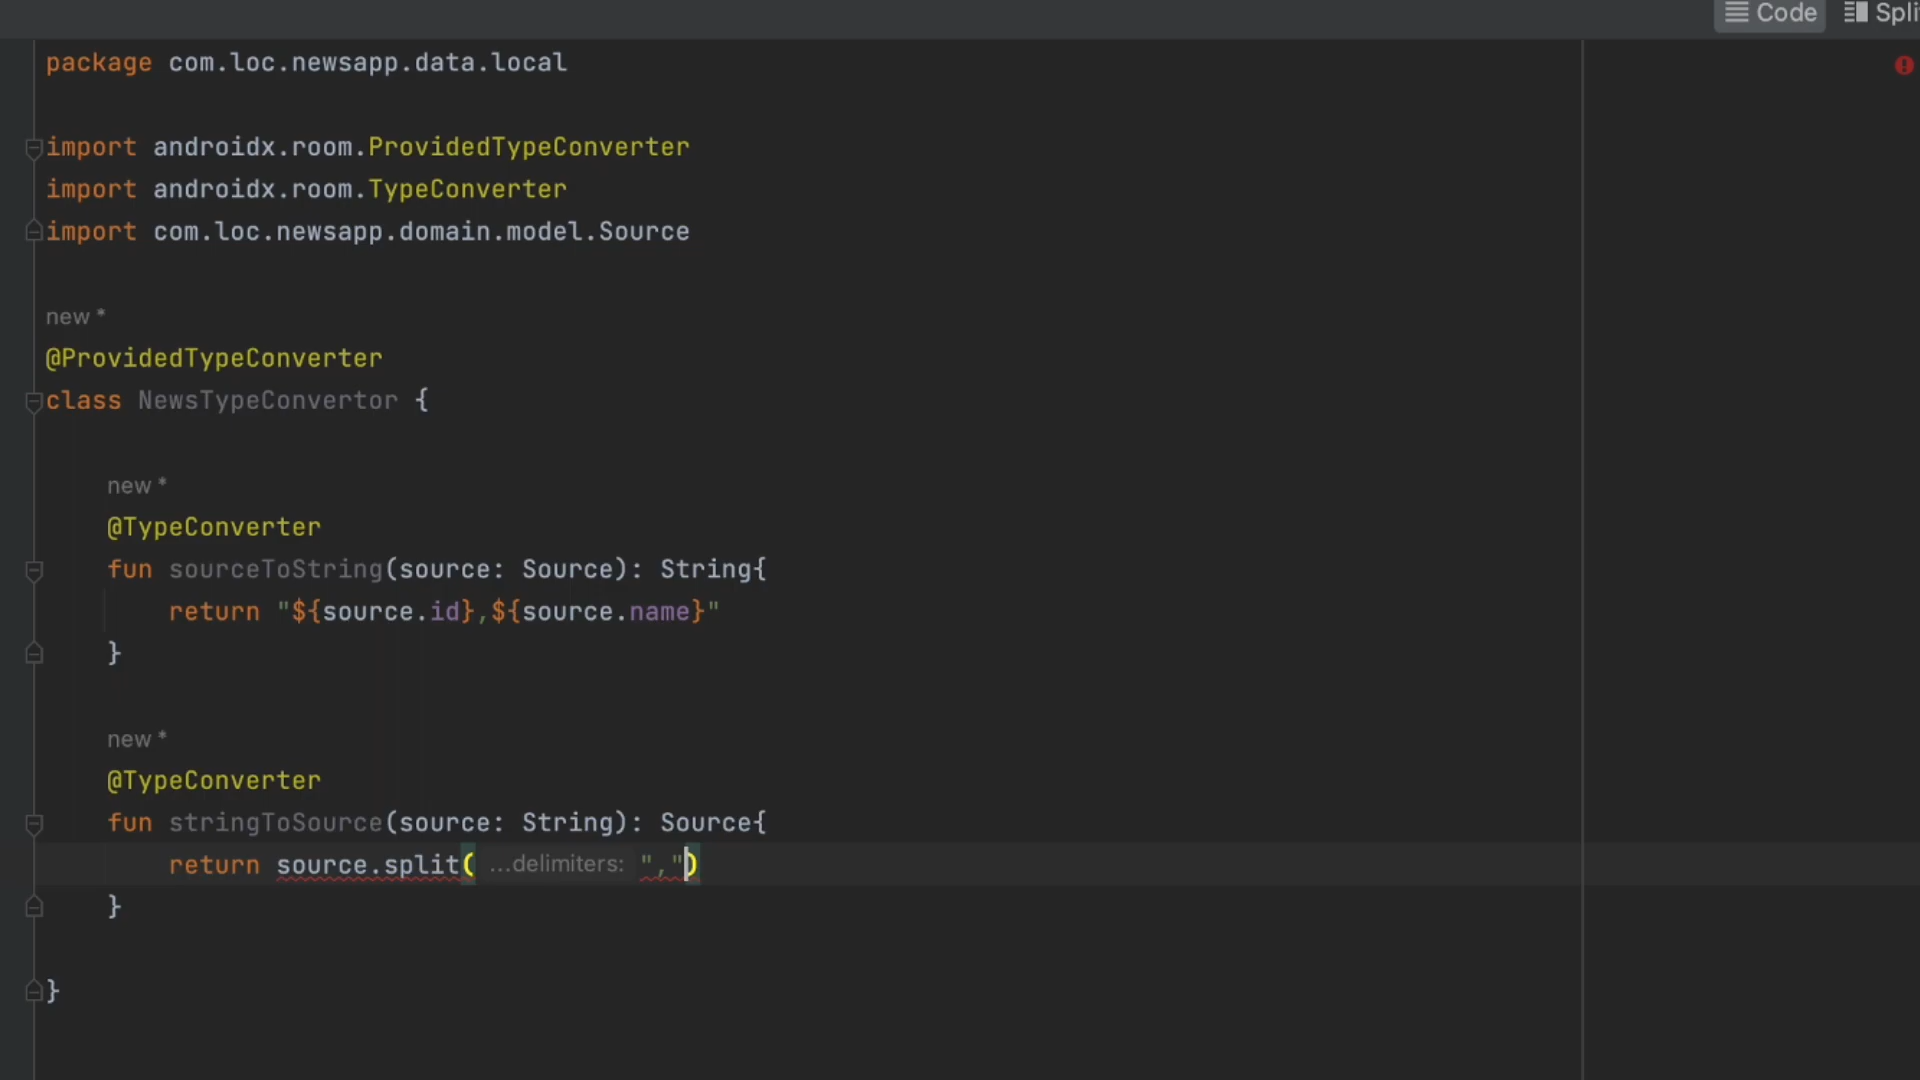 Code Spli
package com.loc.newsapp.data.local
import androidx.room.ProvidedTypeConverter
import androidx.room.TypeConverter
import com.loc.newsapp.domain.model.Source
new *
@ProvidedTypeConverter
class NewsTypeConvertor {
new *
@TypeConverter
fun sourceToString(source: Source): String{
return "${source.id},${source.name}"
}
new *
@TypeConverter
fun stringToSource(source: String): Source{
return source.split( ...delimiters: ",")
}
}